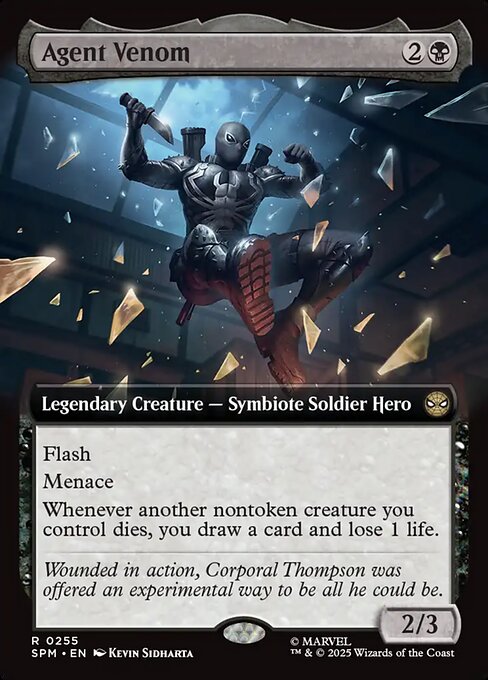 Agent Venom 2
Legendary Creature — Symbiote Soldier Hero
Flash
Menace
Whenever another nontoken creature you
control dies, you draw a card and lose 1 life.
Wounded in action, Corporal Thompson was
offered an experimental way to be all he could be.
2/3
R 0255
SPM • EN KEVIN SIDHARTA
© MARVEL
™ & © 2025 Wizards of the Coast